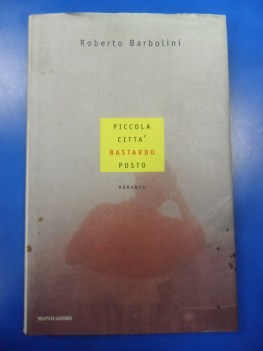 Roberto Barbolini
PICCOLA
CITTA'
BASTARDO
POSTO
ROMANZO
MONDADORI